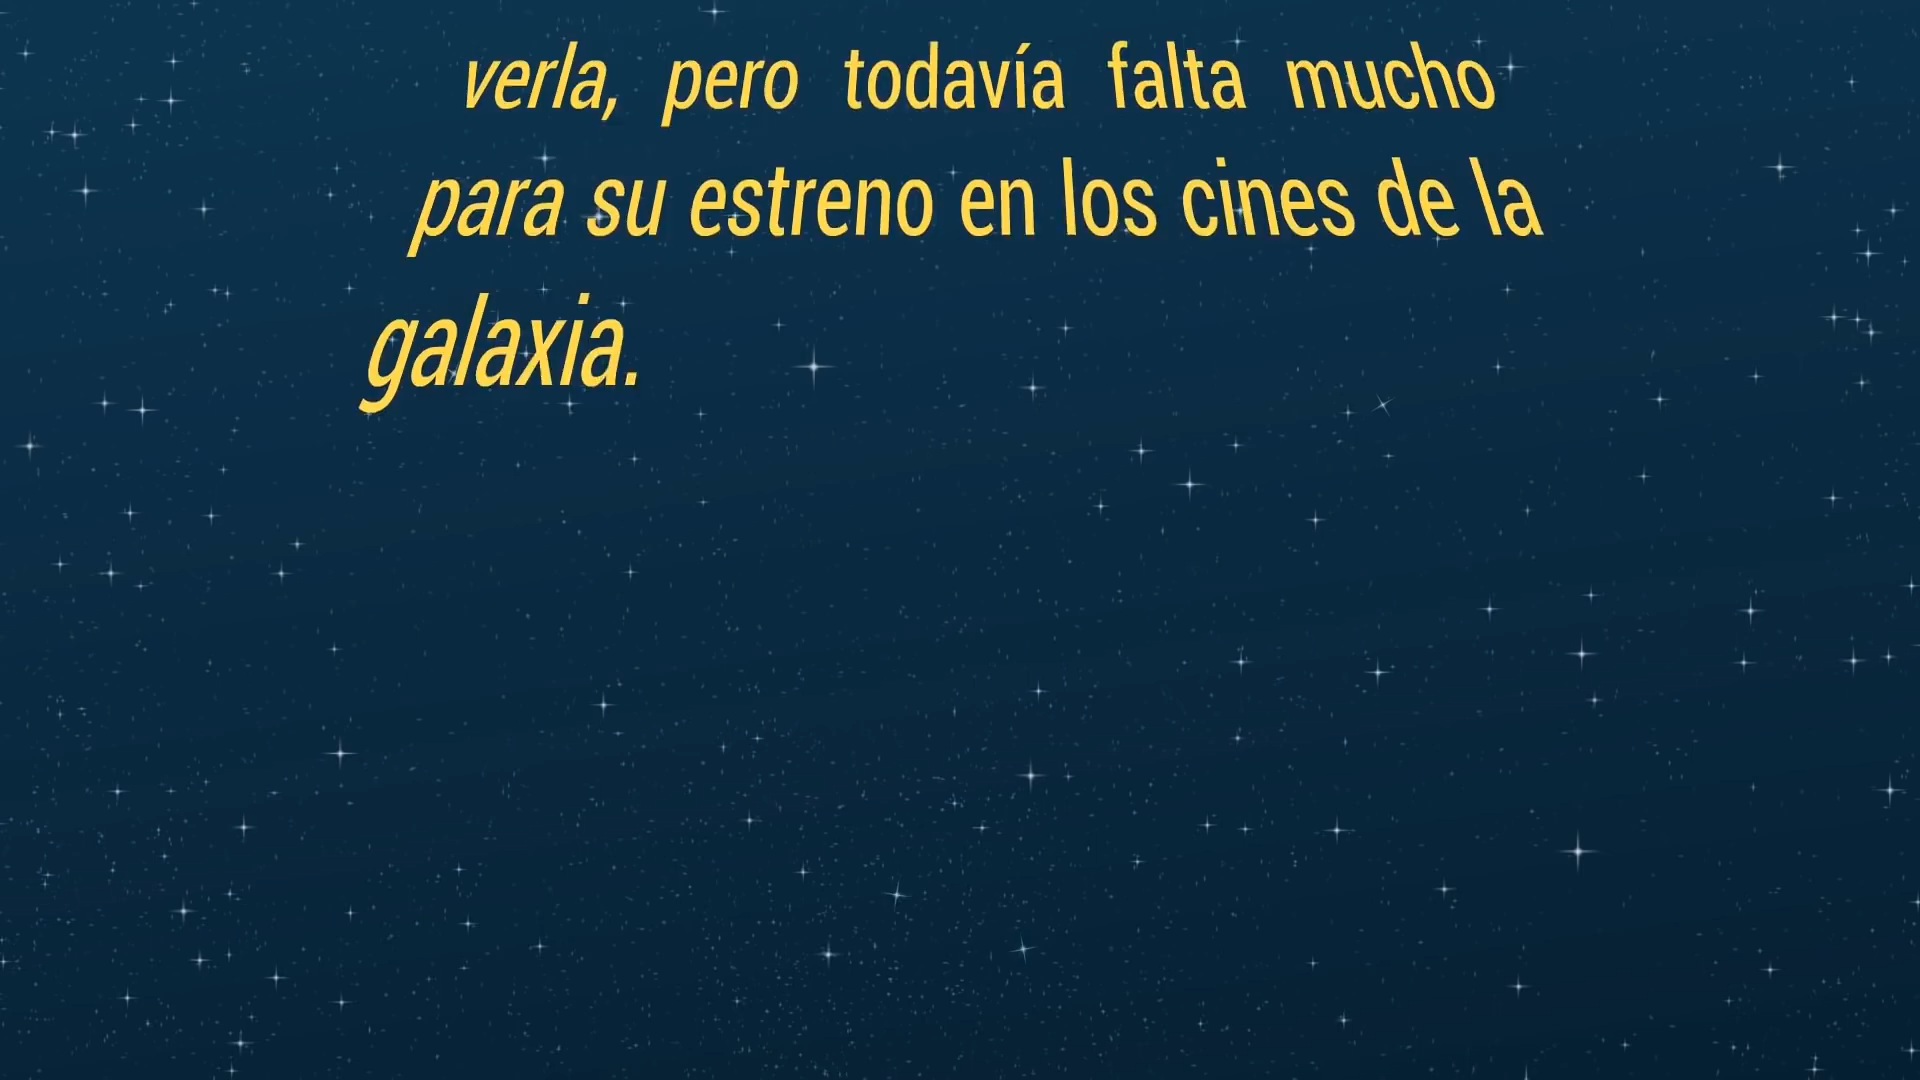 verla, pero todavía falta mucho
para su estreno en los cines de la
galaxia.